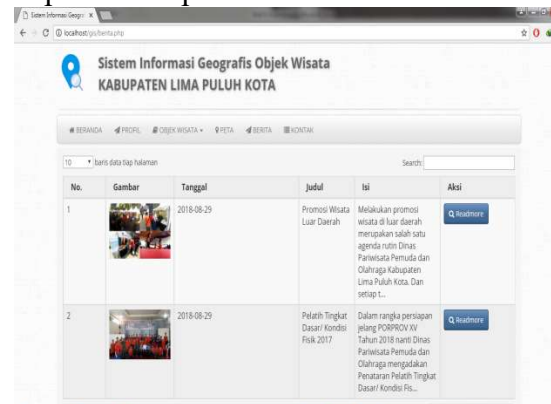 Sistem Informasi Geogr
localhost/gis/berita.php
Sistem Informasi Geografis Objek Wisata
KABUPATEN LIMA PULUH KOTA
BERANDA PROFIL OBJEK WISATA PETA BERITA KONTAK
10 baris data tiap halaman Search:
No. Gambar Tanggal Judul Isi Aksi
1 2018-08-29 Promosi Wisata Melakukan promosi Readmore
Luar Daerah wisata di luar daerah
merupakan salah satu
agenda rutin Dinas
Pariwisata Pemuda dan
Olahraga Kabupaten
Lima Puluh Kota. Dan
setiap t...
2 2018-08-29 Pelatih Tingkat Dalam rangka persiapan Readmore
Dasar/ Kondisi jelang PORPROV XV
Fisik 2017 Tahun 2018 nanti Dinas
Pariwisata Pemuda dan
Olahraga mengadakan
Penataran Pelatih Tingkat
Dasar/ Kondisi Fis...